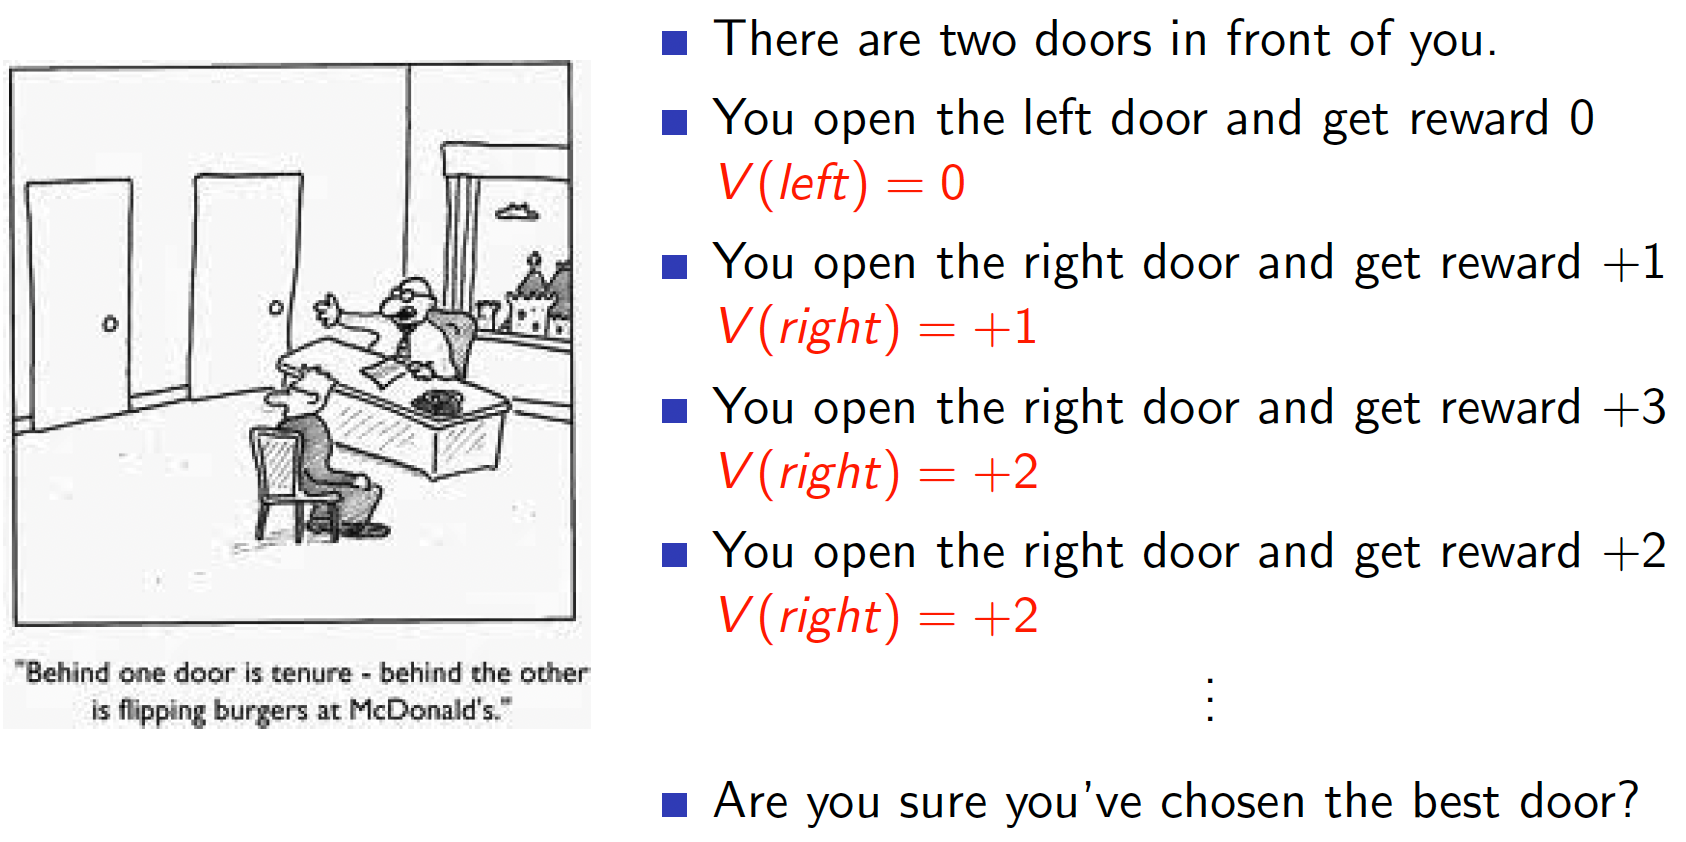 There are two doors in front of you.
You open the left door and get reward 0
V(left) = 0
You open the right door and get reward +1
V(right) = +1
You open the right door and get reward +3
V(right) = +2
You open the right door and get reward +2
V(right) = +2
⋮
Are you sure you've chosen the best door?
"Behind one door is tenure - behind the other
is flipping burgers at McDonald's."